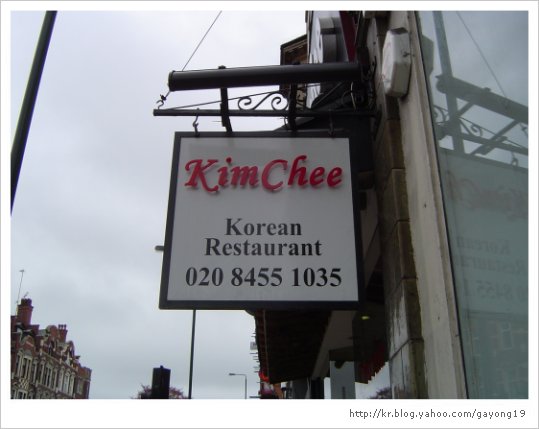 KimChee
Korean
Restaurant
020 8455 1035
http://kr.blog.yahoo.com/gayong19